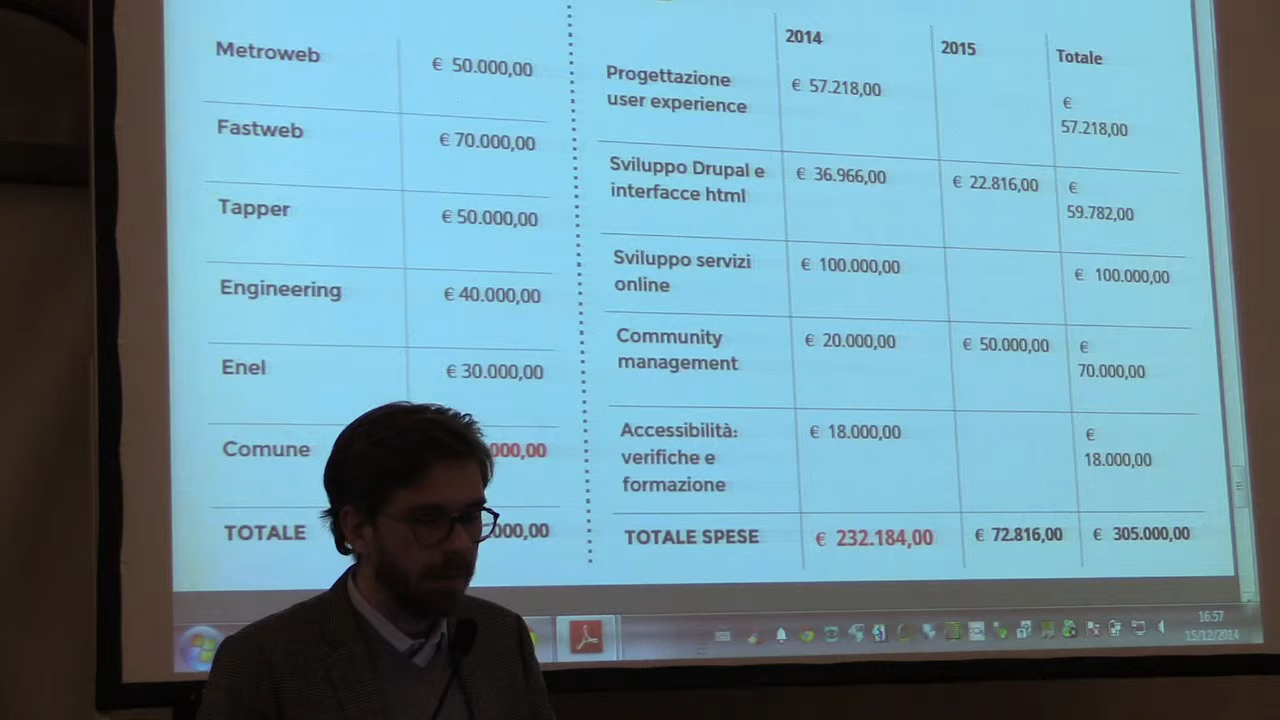 Metroweb € 50.000,00
Fastweb € 70.000,00
Tapper € 50.000,00
Engineering € 40.000,00
Enel € 30.000,00
Comune 000,00
TOTALE 000,00
2014 2015 Totale
Progettazione
user experience
€ 57.218,00
€
57.218,00
Sviluppo Drupal e
interfacce html
€ 36.966,00 € 22.816,00
€
59.782,00
Sviluppo servizi
online
€ 100.000,00 € 100.000,00
Community
management
€ 20.000,00 € 50.000,00
€
70.000,00
Accessibilità:
verifiche e
formazione
€ 18.000,00
€
18.000,00
TOTALE SPESE € 232.184,00 € 72.816,00 € 305.000,00
16.57
15/12/2014